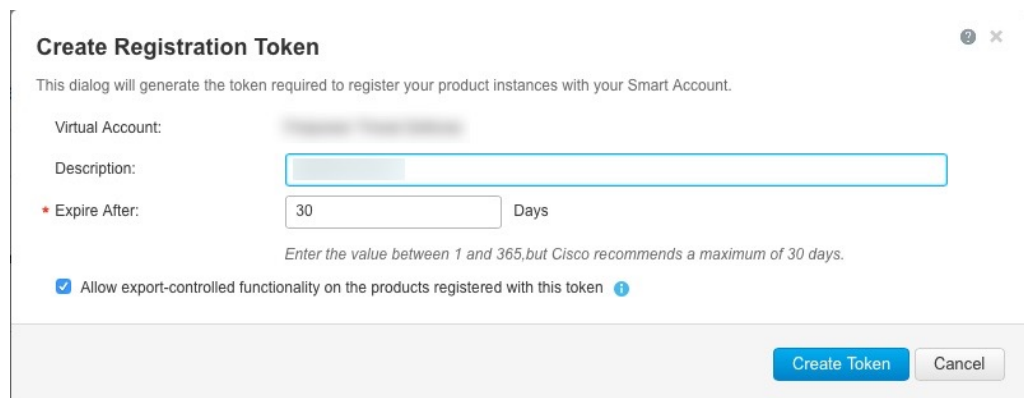 Create Registration Token
This dialog will generate the token required to register your product instances with your Smart Account.
Virtual Account:
Description:
* Expire After: 30 Days
Enter the value between 1 and 365,but Cisco recommends a maximum of 30 days.
Allow export-controlled functionality on the products registered with this token
Create Token Cancel